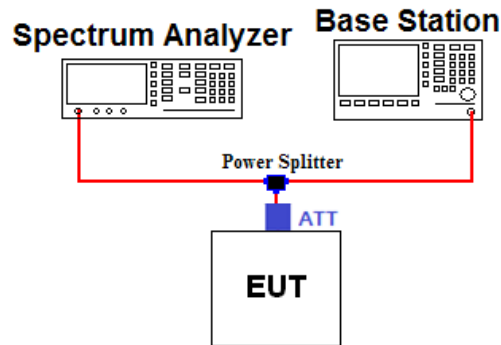 Spectrum Analyzer
Base Station
Power Splitter
ATT
EUT